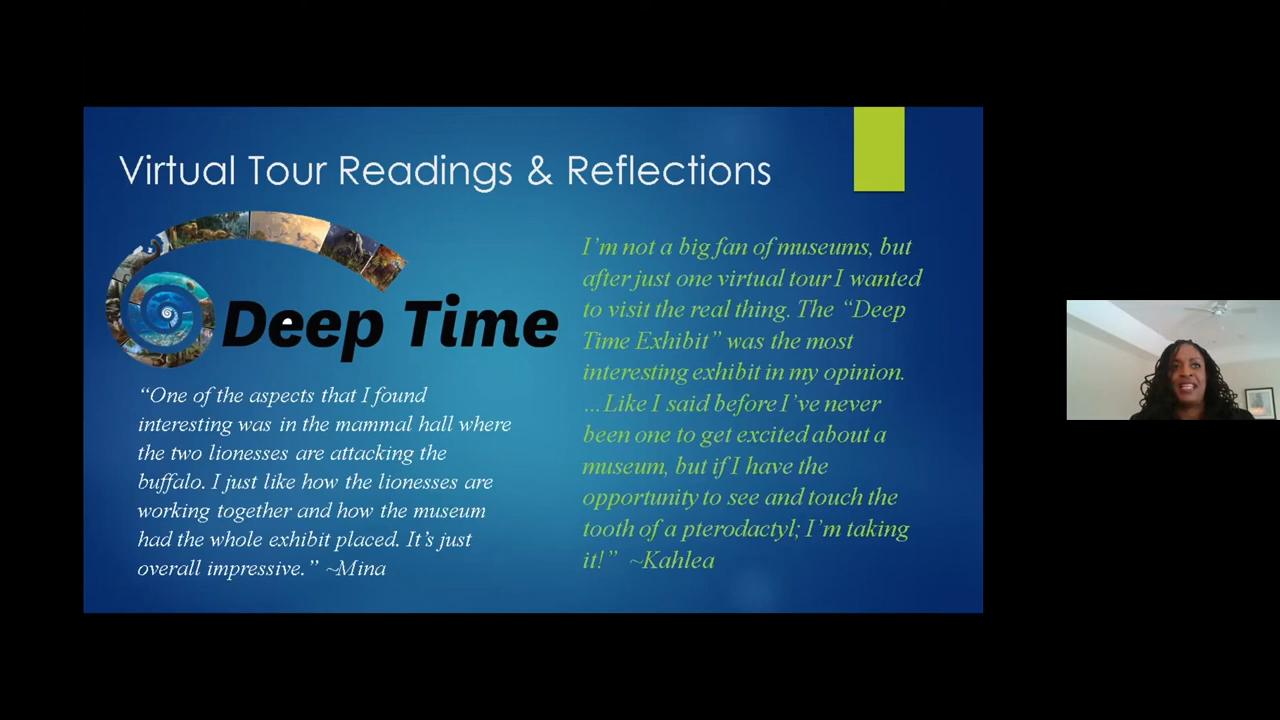 Virtual Tour Readings & Reflections
Deep Time
“One of the aspects that I found
interesting was in the mammal hall where
the two lionesses are attacking the
buffalo. I just like how the lionesses are
working together and how the museum
had the whole exhibit placed. It’s just
overall impressive.” ~Mina
I’m not a big fan of museums, but
after just one virtual tour I wanted
to visit the real thing. The “Deep
Time Exhibit” was the most
interesting exhibit in my opinion.
…Like I said before I’ve never
been one to get excited about a
museum, but if I have the
opportunity to see and touch the
tooth of a pterodactyl; I’m taking
it!” ~Kahlea